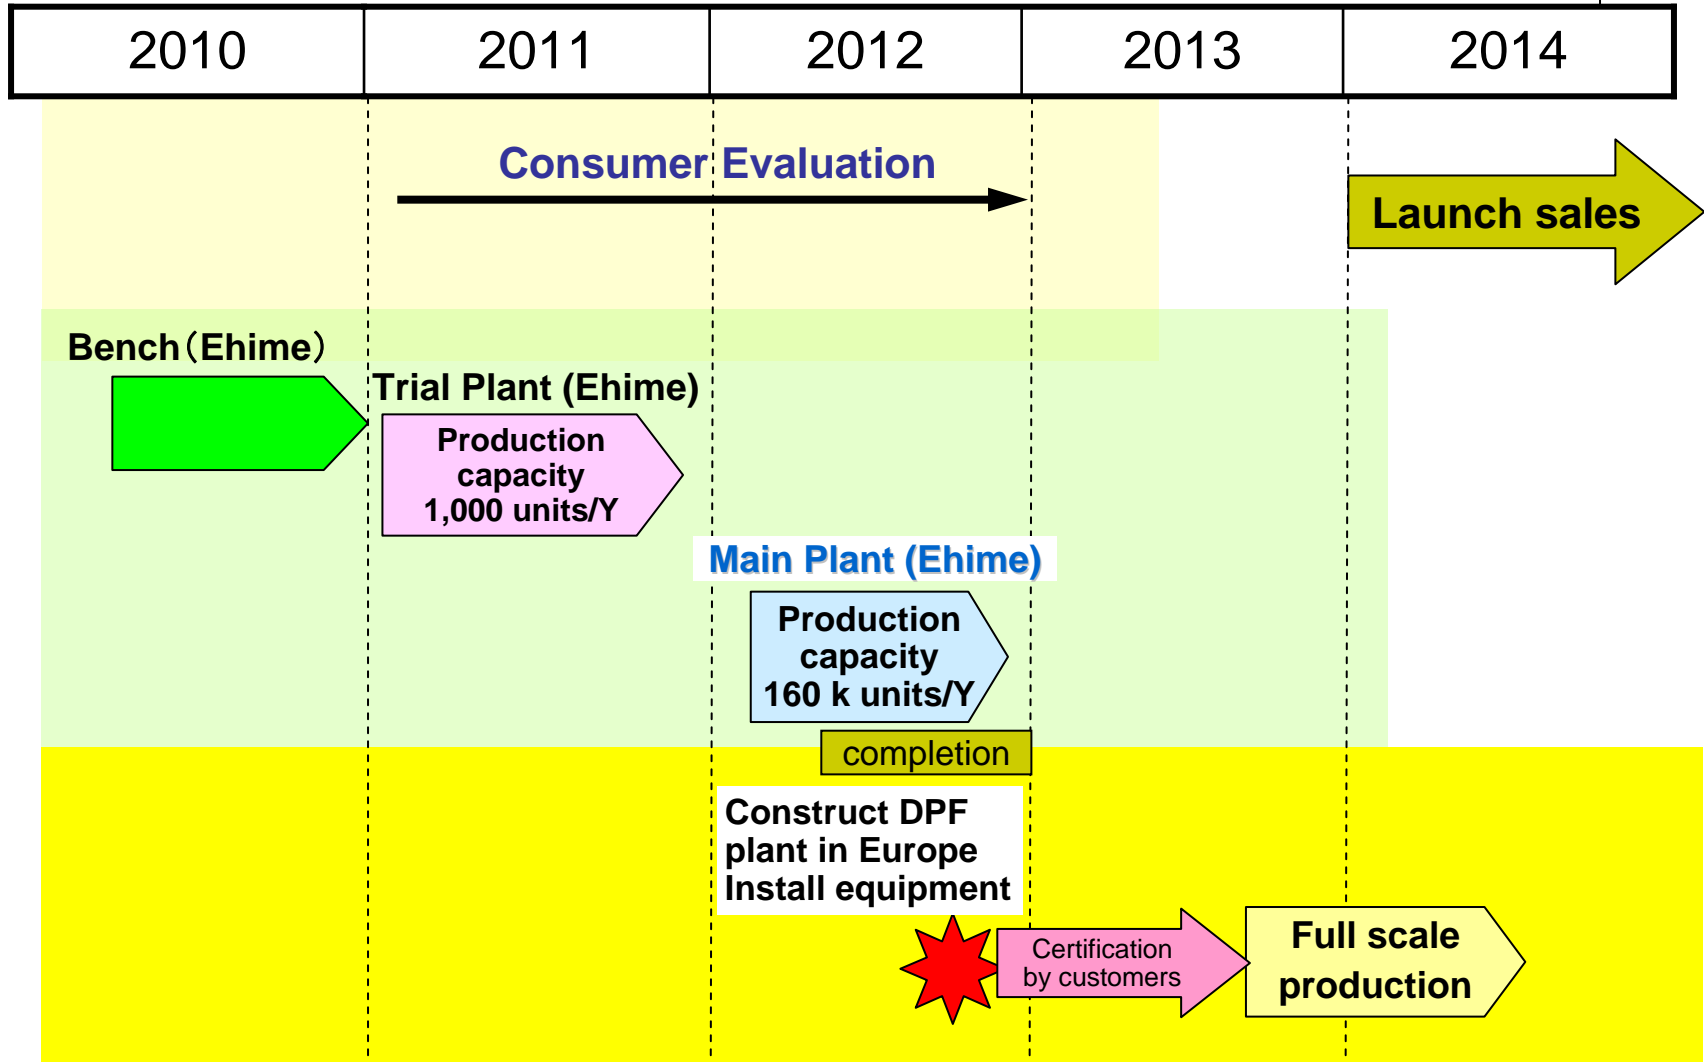 2010 2011 2012 2013 2014
Consumer Evaluation
Launch sales
Bench（Ehime）
Trial Plant (Ehime)
Production
capacity
1,000 units/Y
Main Plant (Ehime)
Production
capacity
160 k units/Y
completion
Construct DPF
plant in Europe
Install equipment
Certification
by customers
Full scale
production